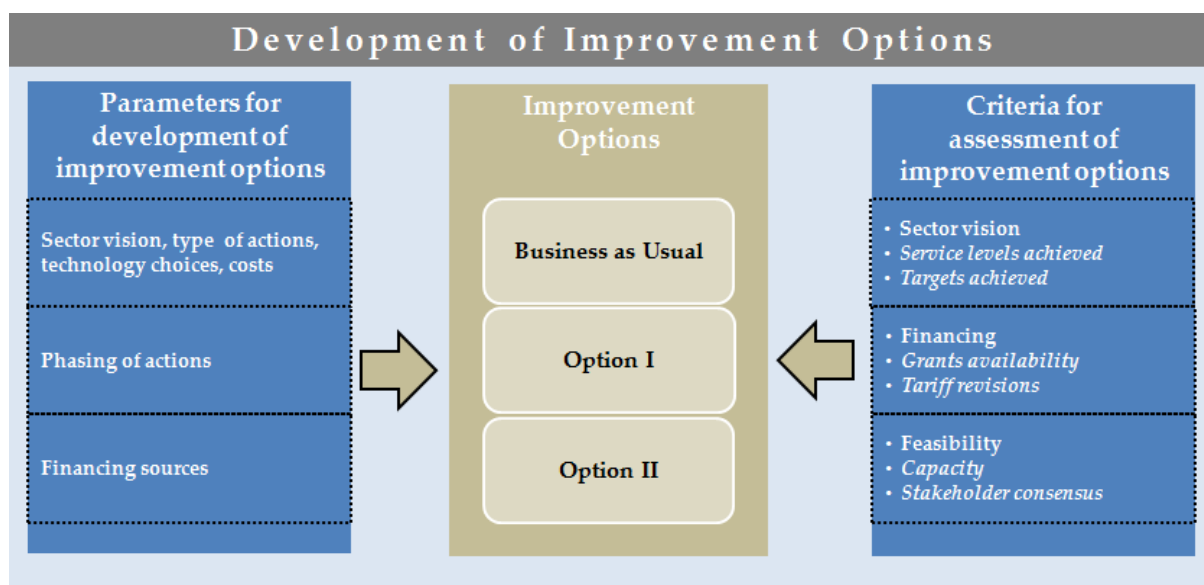 Development of Improvement Options
Parameters for
development of
improvement options
Sector vision, type of actions,
technology choices, costs
Phasing of actions
Financing sources
Improvement
Options
Business as Usual
Option I
Option II
Criteria for
assessment of
improvement options
• Sector vision
• Service levels achieved
• Targets achieved
• Financing
• Grants availability
• Tariff revisions
• Feasibility
• Capacity
• Stakeholder consensus